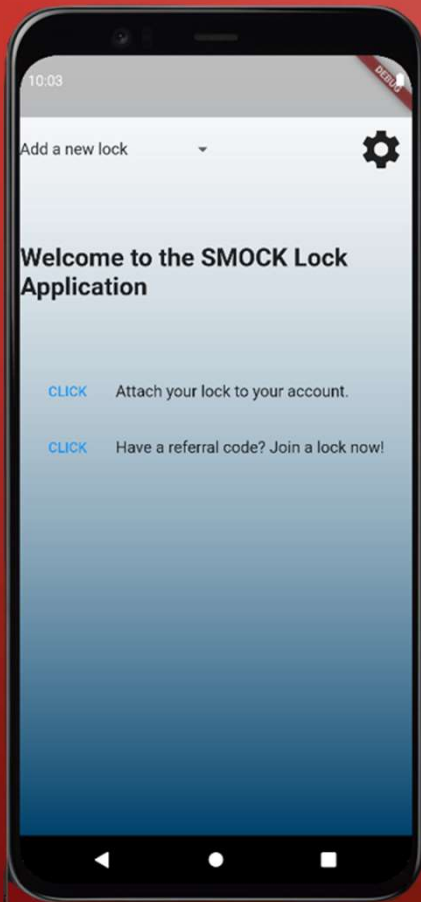 10:03
DEBUG
Add a new lock
Welcome to the SMOCK Lock
Application
CLICK Attach your lock to your account.
CLICK Have a referral code? Join a lock now!